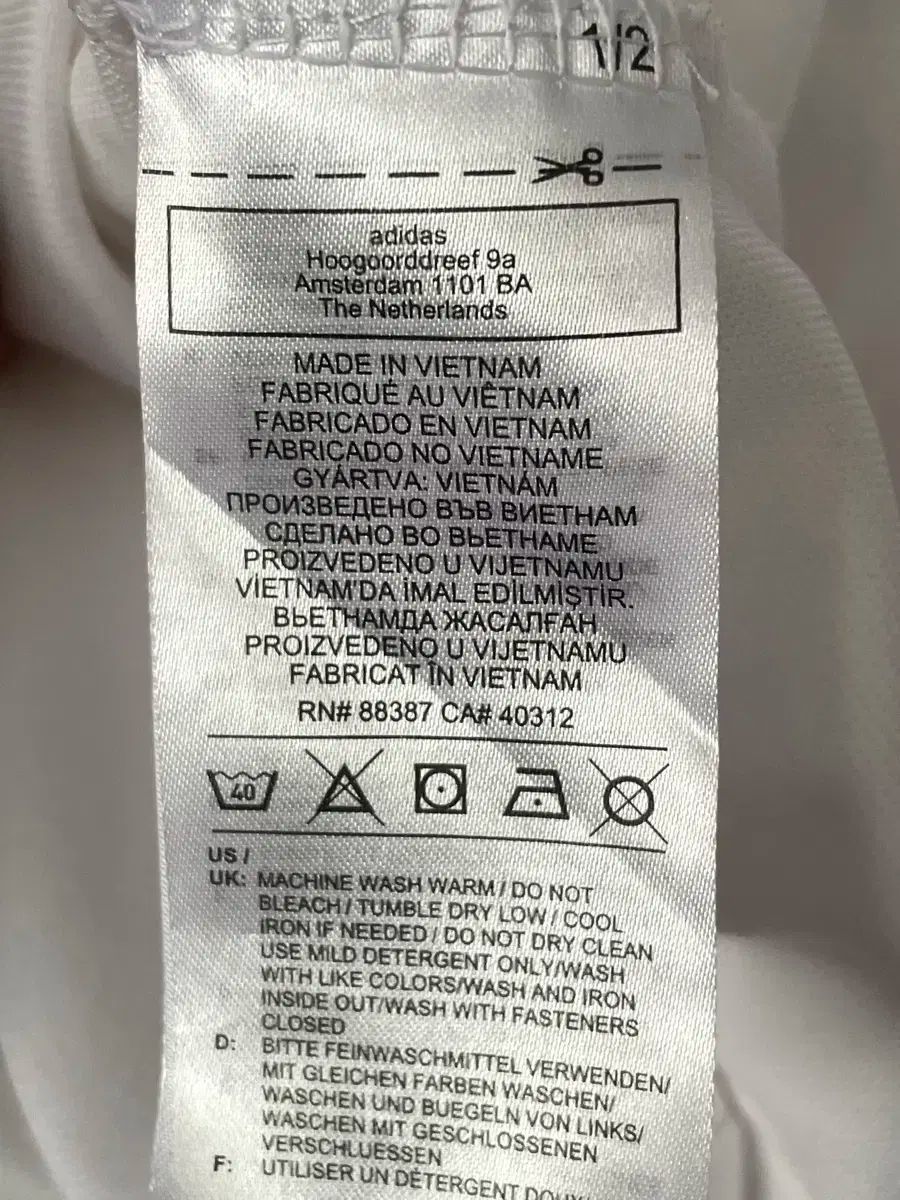 1/2
adidas
Hoogoorddreef 9a
Amsterdam 1101 BA
The Netherlands
MADE IN VIETNAM
FABRIQUÉ AU VIÊTNAM
FABRICADO EN VIETNAM
FABRICADO NO VIETNAME
GYÁRTVA: VIETNÁM
ПРОИЗВЕДЕНО ВЪВ ВИЕТНАМ
СДЕЛАНО ВО ВЬЕТНАМЕ
PROIZVEDENO U VIJETNAMU
VIETNAM'DA İMAL EDİLMİŞTİR.
ВЬЕТНАМДА ЖАСАЛҒАН
PROIZVEDENO U VIJETNAMU
FABRICAT ÎN VIETNAM
RN# 88387 CA# 40312
40
US /
UK: MACHINE WASH WARM / DO NOT
BLEACH / TUMBLE DRY LOW / COOL
IRON IF NEEDED / DO NOT DRY CLEAN
USE MILD DETERGENT ONLY/WASH
WITH LIKE COLORS/WASH AND IRON
INSIDE OUT/WASH WITH FASTENERS
CLOSED
D: BITTE FEINWASCHMITTEL VERWENDEN/
MIT GLEICHEN FARBEN WASCHEN/
WASCHEN UND BUEGELN VON LINKS/
WASCHEN MIT GESCHLOSSENEN
VERSCHLUESSEN
F: UTILISER UN DÉTERGENT